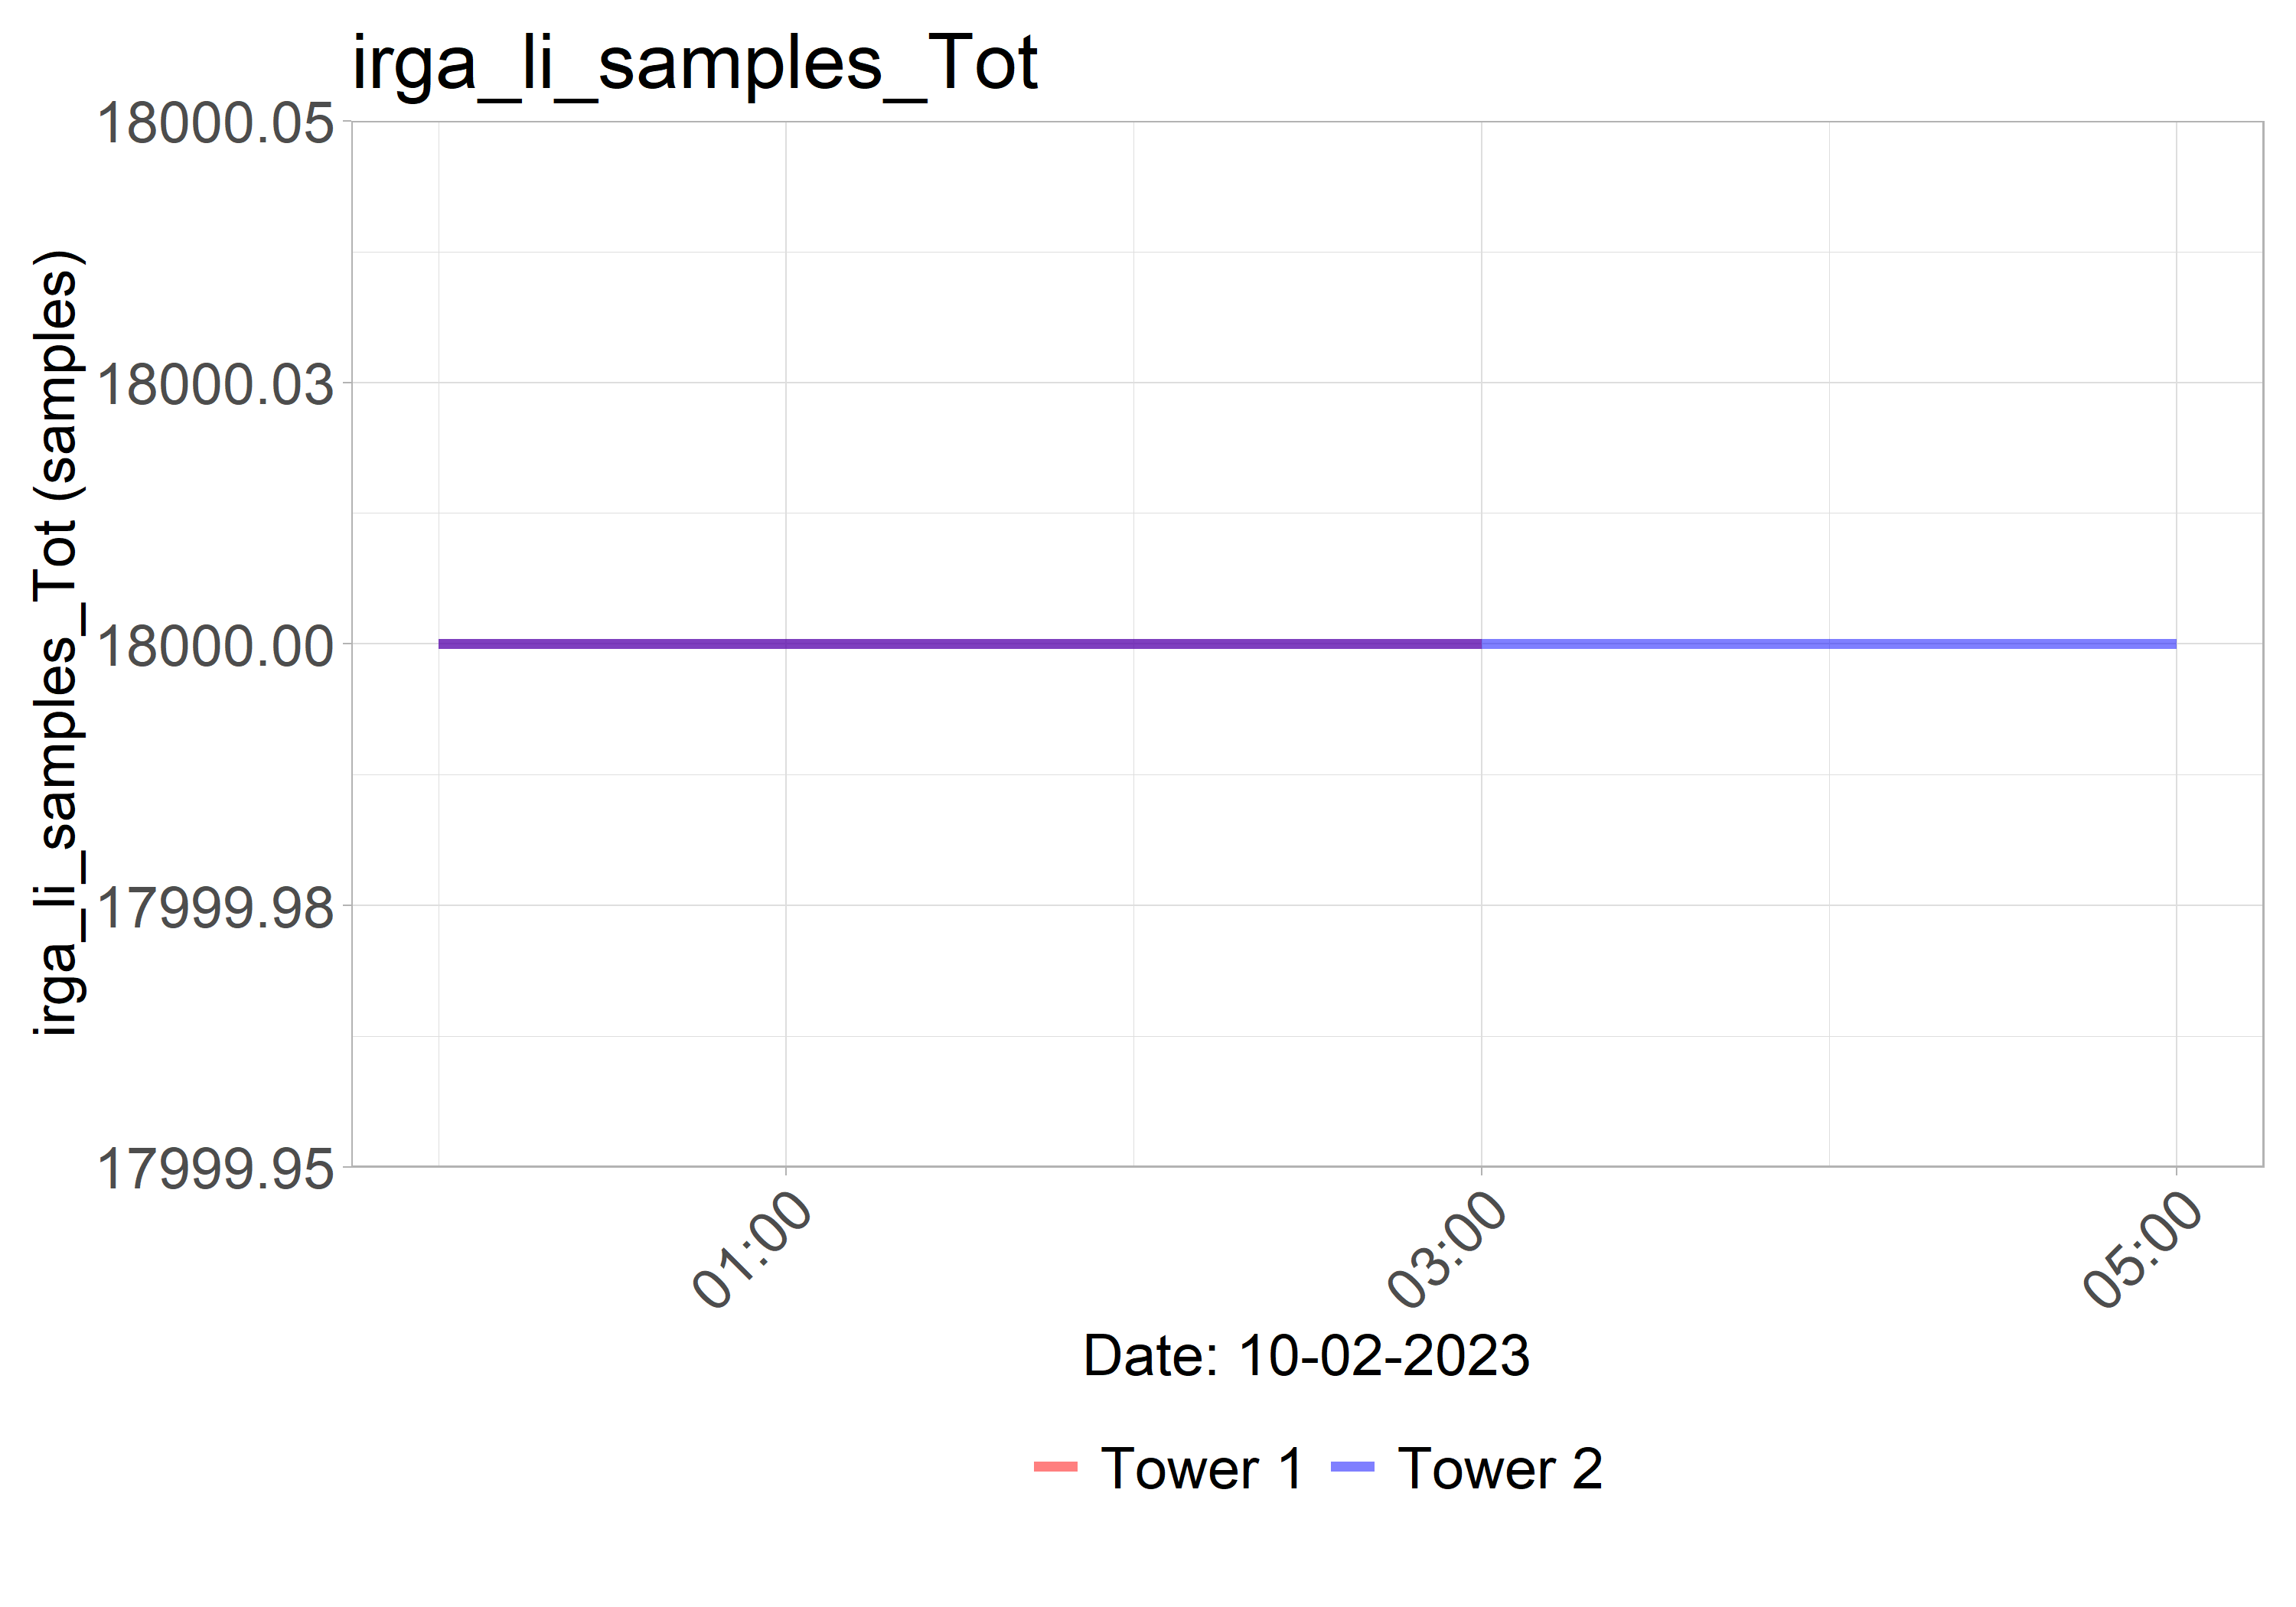 irga_li_samples_Tot
irga_li_samples_Tot (samples)
18000.05
18000.03
18000.00
17999.98
17999.95
01:00
03:00
05:00
Date: 10-02-2023
Tower 1
Tower 2